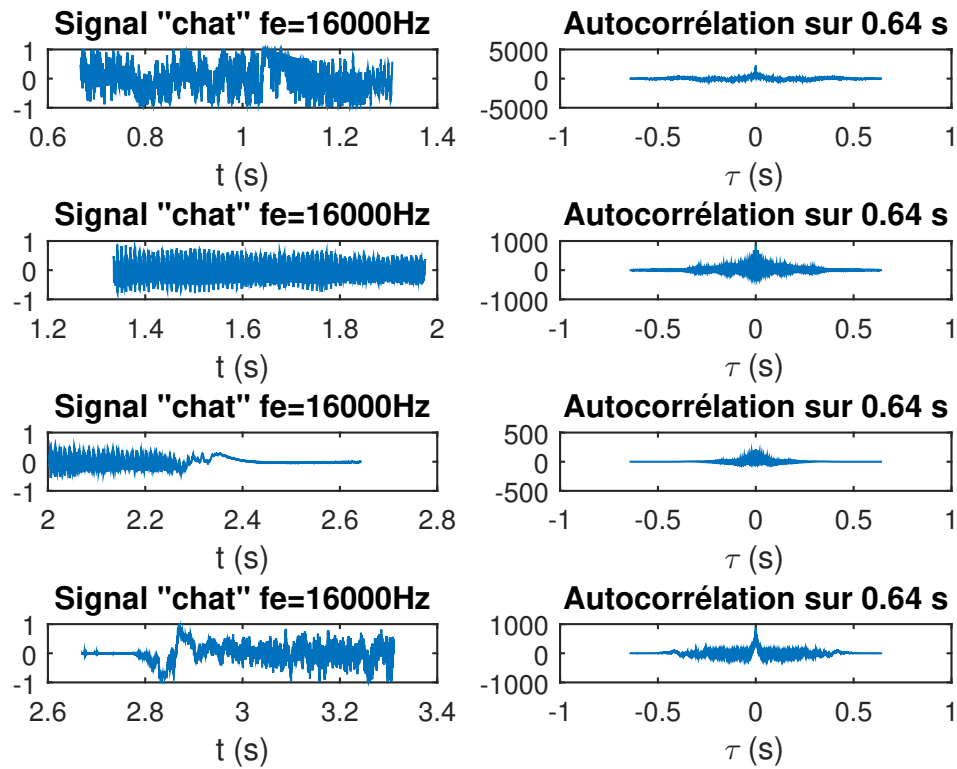 Signal "chat" fe=16000Hz
Autocorrélation sur 0.64 s
1
0
-1
0.6 0.8 1 1.2 1.4
t (s)
5000
0
-5000
-1 -0.5 0 0.5 1
τ (s)
Signal "chat" fe=16000Hz
Autocorrélation sur 0.64 s
1
0
-1
1.2 1.4 1.6 1.8 2
t (s)
1000
0
-1000
-1 -0.5 0 0.5 1
τ (s)
Signal "chat" fe=16000Hz
Autocorrélation sur 0.64 s
1
0
-1
2 2.2 2.4 2.6 2.8
t (s)
500
0
-500
-1 -0.5 0 0.5 1
τ (s)
Signal "chat" fe=16000Hz
Autocorrélation sur 0.64 s
1
0
-1
2.6 2.8 3 3.2 3.4
t (s)
1000
0
-1000
-1 -0.5 0 0.5 1
τ (s)